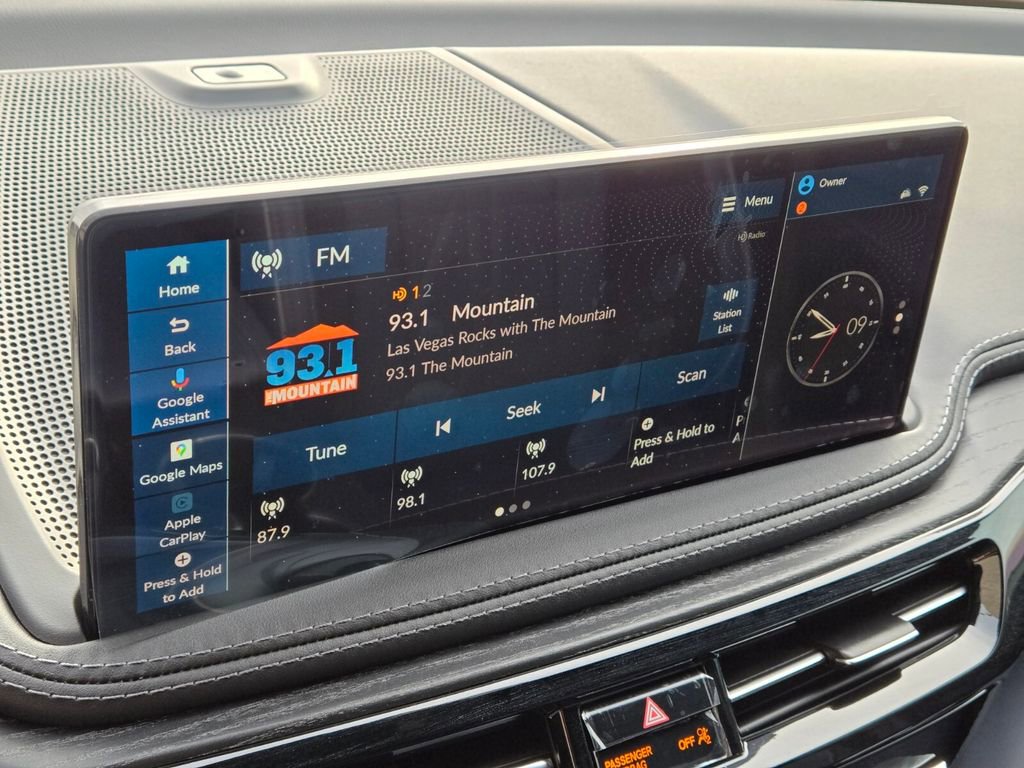 Home
Back
Google
Assistant
Google Maps
Apple
CarPlay
Press & Hold
to Add
FM
HD 1 2
93.1 Mountain
Las Vegas Rocks with The Mountain
93.1 The Mountain
93.1
THE MOUNTAIN
Menu
HD Radio
Station
List
Tune
Seek
Scan
87.9
98.1
107.9
Press & Hold to
Add
P
A
Owner
2
09
PASSENGER
OFF